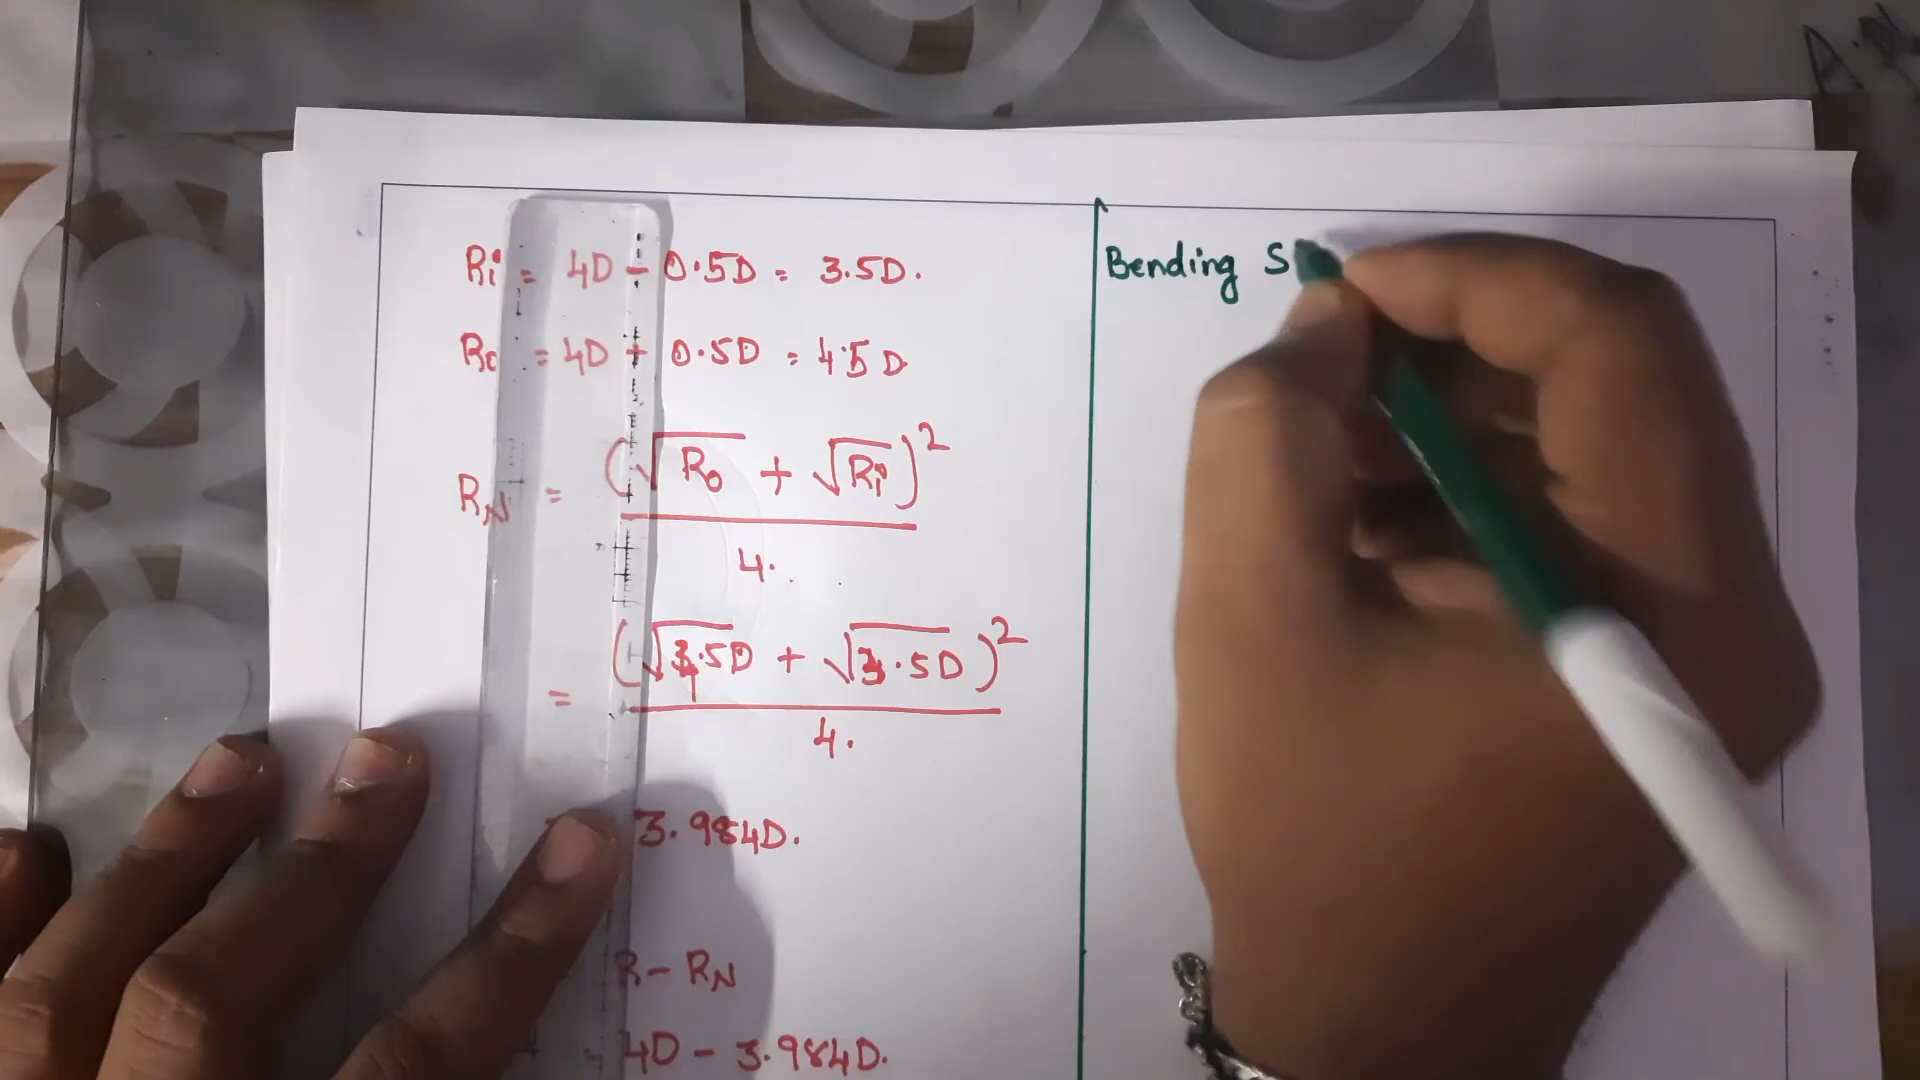 Ri = 4D - 0.5D = 3.5D.
Ro = 4D + 0.5D = 4.5D.
RN = (√Ro + √Ri)²
4.
= (√4.5D + √3.5D)²
4.
3.984D.
R - RN
= 4D - 3.984D.
Bending S